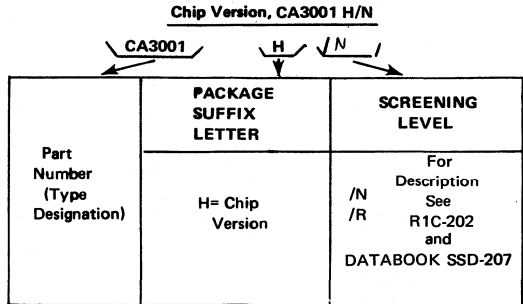 Chip Version, CA3001 H/N
CA3001 H /N
PACKAGE
SUFFIX
LETTER
SCREENING
LEVEL
Part
Number
(Type
Designation)
H= Chip
Version
/N
/R
For
Description
See
R1C-202
and
DATABOOK SSD-207